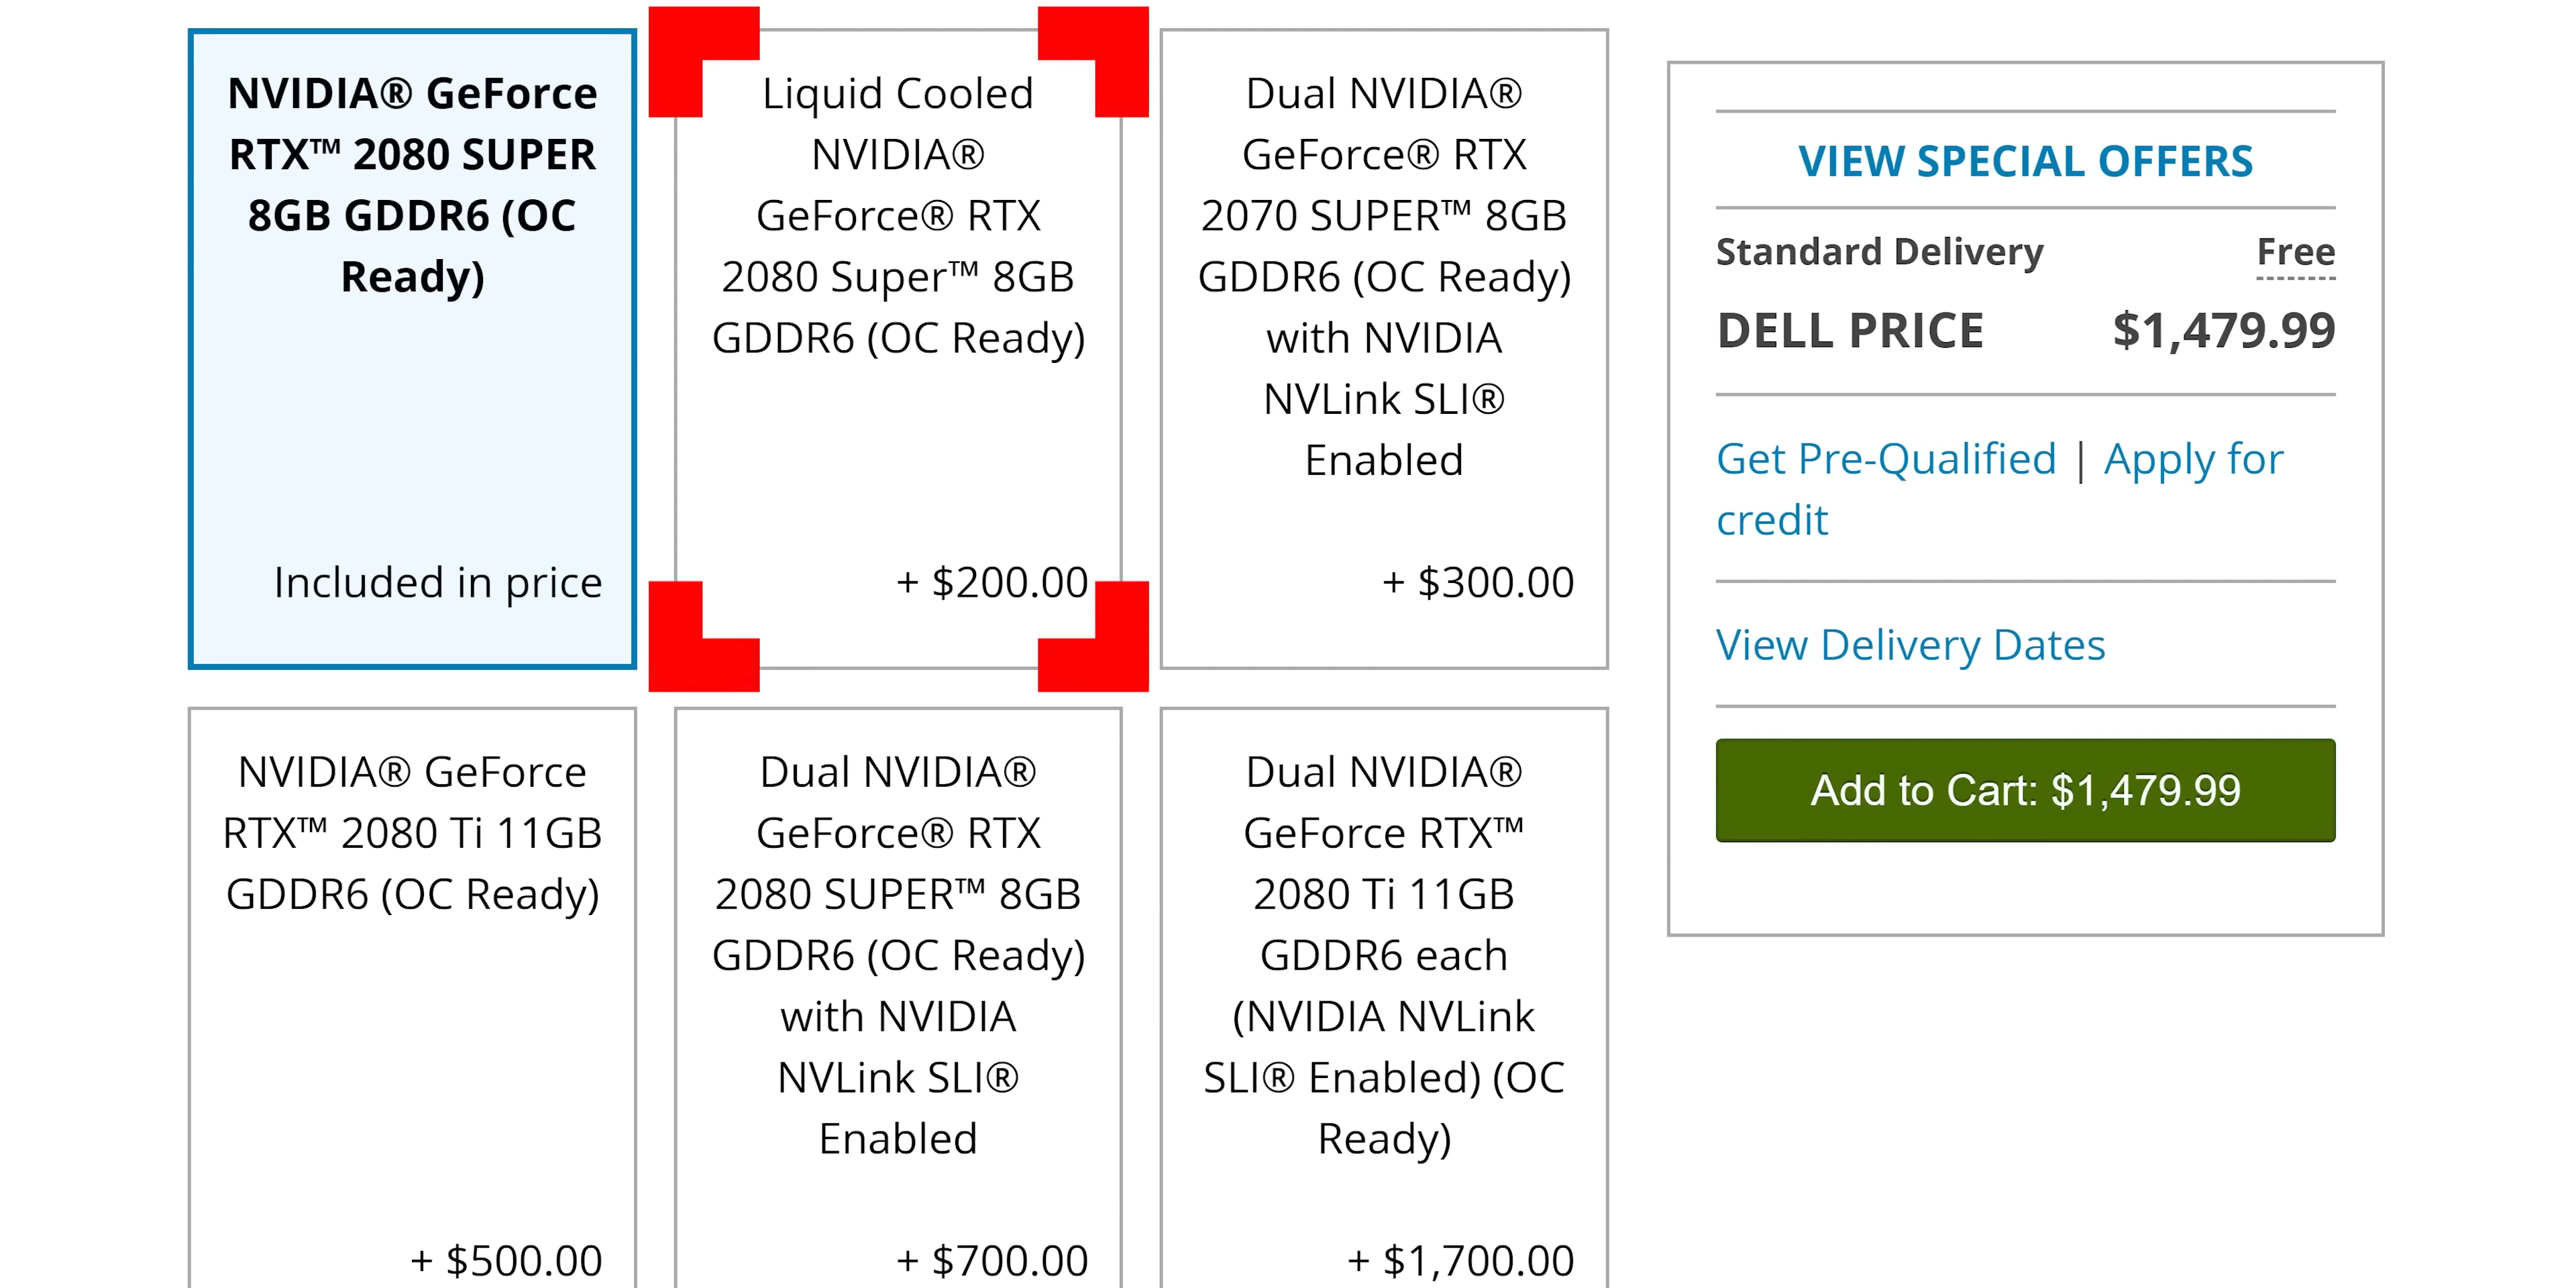 NVIDIA® GeForce
RTX™ 2080 SUPER
8GB GDDR6 (OC
Ready)
Included in price
Liquid Cooled
NVIDIA®
GeForce® RTX
2080 Super™ 8GB
GDDR6 (OC Ready)
+ $200.00
Dual NVIDIA®
GeForce® RTX
2070 SUPER™ 8GB
GDDR6 (OC Ready)
with NVIDIA
NVLink SLI®
Enabled
+ $300.00
NVIDIA® GeForce
RTX™ 2080 Ti 11GB
GDDR6 (OC Ready)
+ $500.00
Dual NVIDIA®
GeForce® RTX
2080 SUPER™ 8GB
GDDR6 (OC Ready)
with NVIDIA
NVLink SLI®
Enabled
+ $700.00
Dual NVIDIA®
GeForce RTX™
2080 Ti 11GB
GDDR6 each
(NVIDIA NVLink
SLI® Enabled) (OC
Ready)
+ $1,700.00
VIEW SPECIAL OFFERS
Standard Delivery Free
DELL PRICE $1,479.99
Get Pre-Qualified | Apply for
credit
View Delivery Dates
Add to Cart: $1,479.99